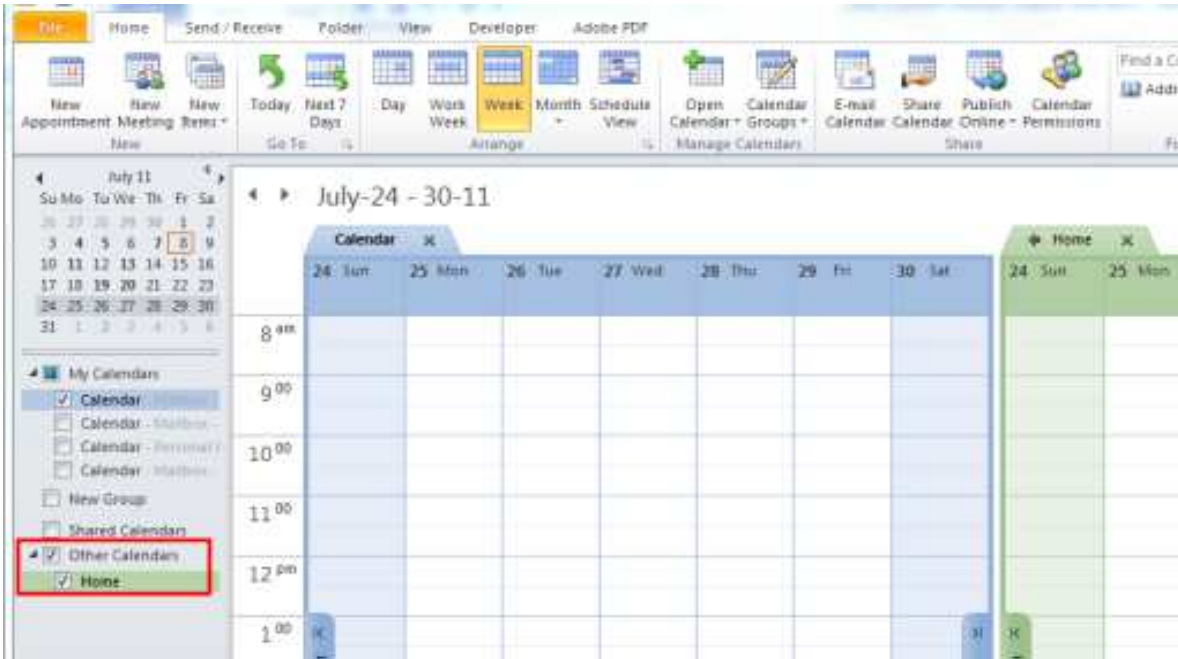 File Home Send / Receive Folder View Developer Adobe PDF
New Appointment
New Meeting
New Items
Today
Next 7 Days
Day
Work Week
Week
Month
Schedule View
Open Calendar
Calendar Groups
E-mail Calendar
Share Calendar
Publish Online
Calendar Permissions
Find a C
Addr
New Go To Arrange Manage Calendars Share
July 11
Su Mo Tu We Th Fr Sa
26 27 28 29 30 1 2
3 4 5 6 7 8 9
10 11 12 13 14 15 16
17 18 19 20 21 22 23
24 25 26 27 28 29 30
31 1 2 3 4 5 6
My Calendars
Calendar
Calendar - Mailbox -
Calendar - Personal
Calendar - Mailbox
New Group
Shared Calendars
Other Calendars
Home
July-24 - 30-11
Calendar
Home
24 Sun 25 Mon 26 Tue 27 Wed 28 Thu 29 Fri 30 Sat
24 Sun 25 Mon
8 am
9 00
10 00
11 00
12 pm
1 00